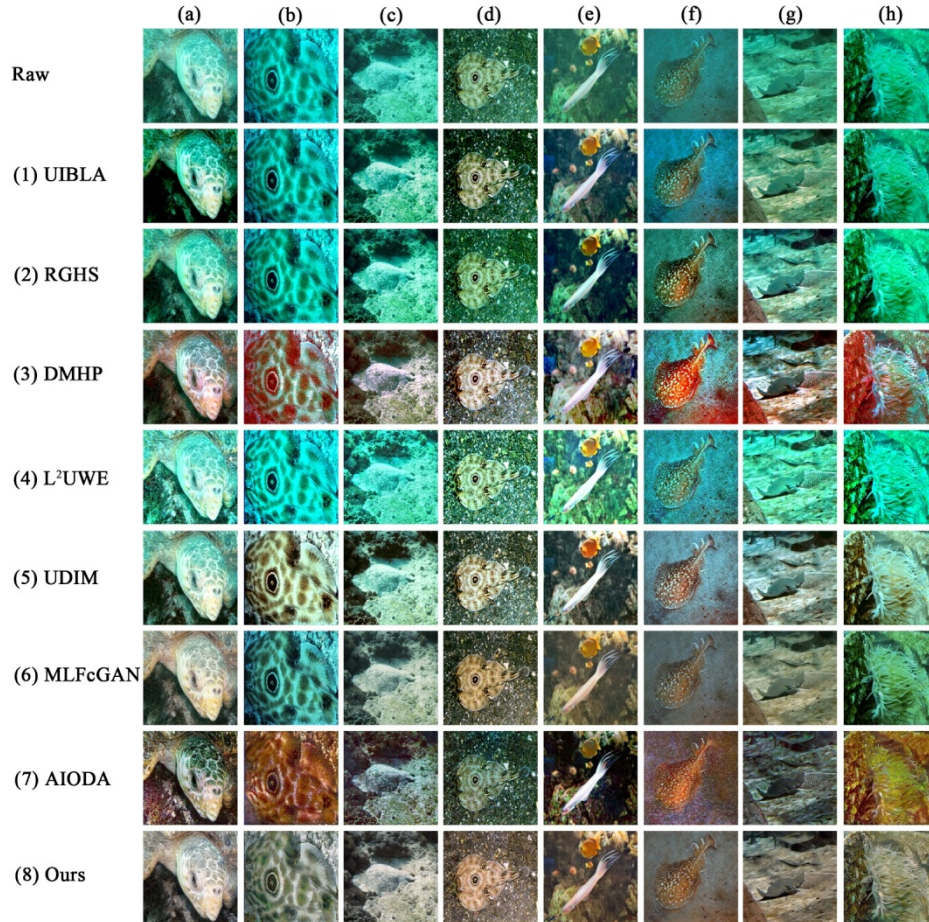 (a) (b) (c) (d) (e) (f) (g) (h)
Raw
(1) UIBLA
(2) RGHS
(3) DMHP
(4) L²UWE
(5) UDIM
(6) MLFcGAN
(7) AIODA
(8) Ours